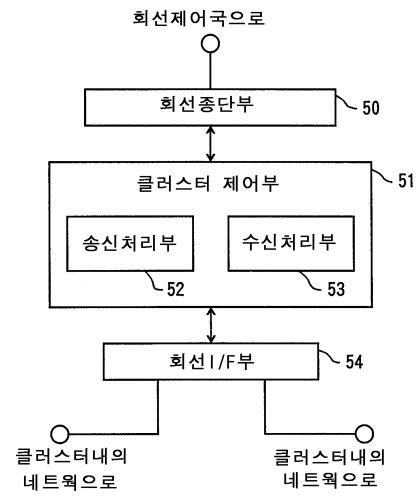 회선제어국으로
회선종단부
50
클러스터 제어부
51
송신처리부
수신처리부
52
53
회선I/F부
54
클러스터내의
네트웍으로
클러스터내의
네트웍으로